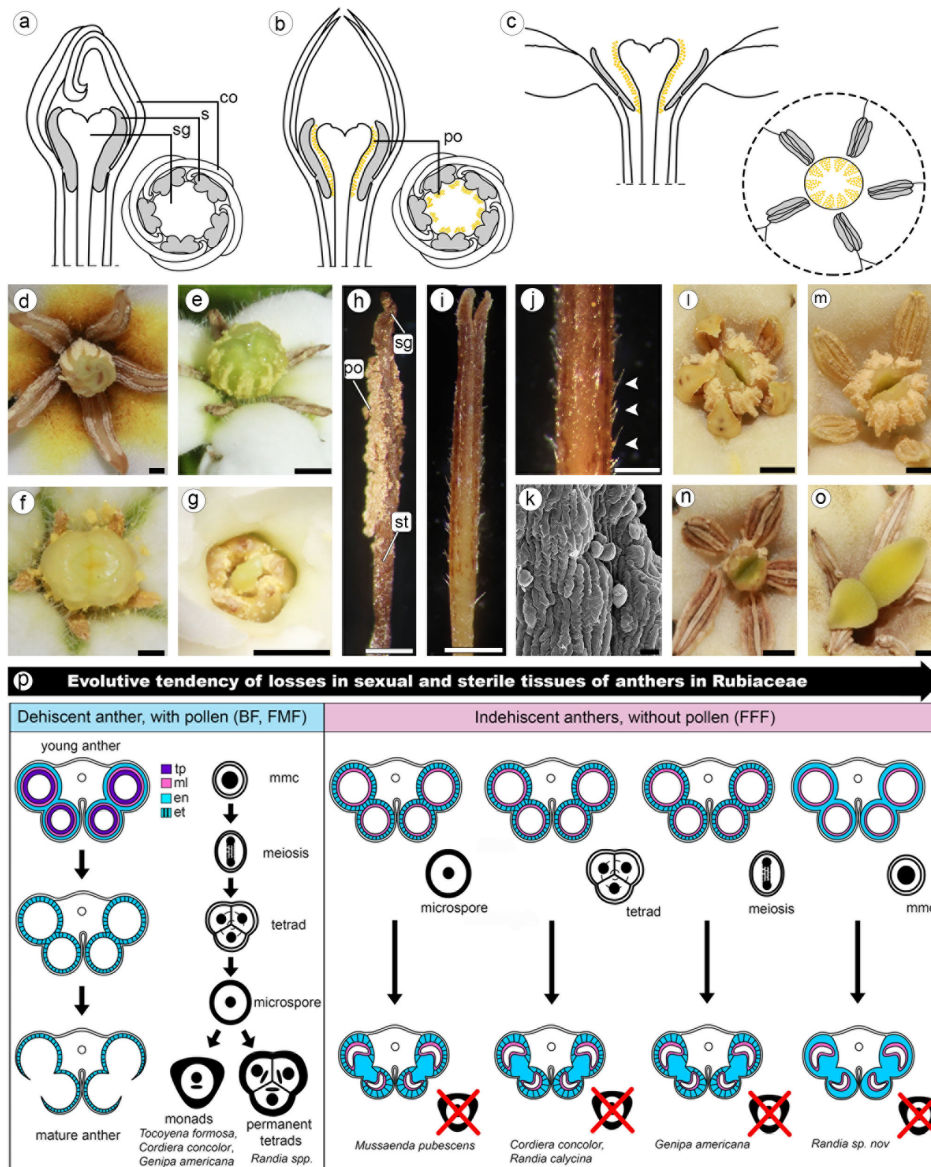 a
b
c
co
s
sg
po
d
e
h
i
j
l
m
sg
po
f
g
st
k
n
o
p Evolutive tendency of losses in sexual and sterile tissues of anthers in Rubiaceae
Dehiscent anther, with pollen (BF, FMF)
Indehiscent anthers, without pollen (FFF)
young anther
tp
ml
en
et
mmc
meiosis
tetrad
microspore
monads
Tocoyena formosa,
Cordiera concolor,
Genipa americana
permanent
tetrads
Randia spp.
mature anther
microspore
tetrad
meiosis
mmc
Mussaenda pubescens
Cordiera concolor,
Randia calycina
Genipa americana
Randia sp. nov